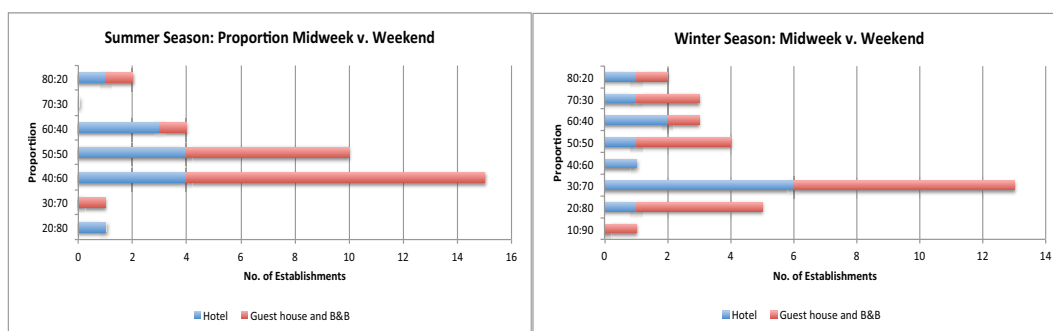 Summer Season: Proportion Midweek v. Weekend
Proportion
80:20
70:30
60:40
50:50
40:60
30:70
20:80
0 2 4 6 8 10 12 14 16
No. of Establishments
Hotel Guest house and B&B
Winter Season: Midweek v. Weekend
Proportion
80:20
70:30
60:40
50:50
40:60
30:70
20:80
10:90
0 2 4 6 8 10 12 14
No. of Establishments
Hotel Guest house and B&B